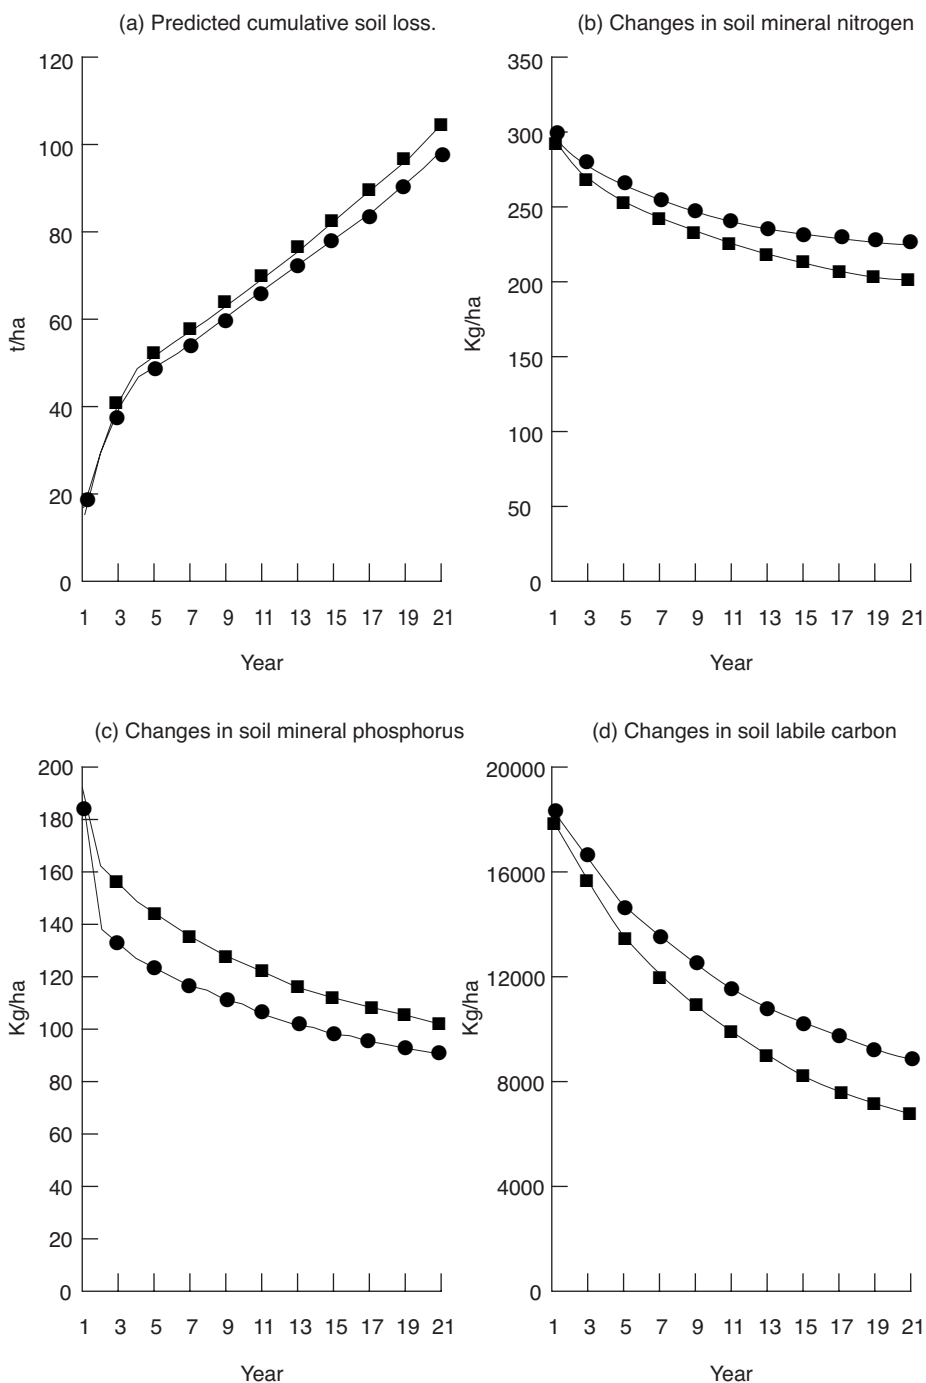 (a) Predicted cumulative soil loss.
120
100
80
60
40
20
0
t/ha
1 3 5 7 9 11 13 15 17 19 21
Year
(b) Changes in soil mineral nitrogen
350
300
250
200
150
100
50
0
Kg/ha
1 3 5 7 9 11 13 15 17 19 21
Year
(c) Changes in soil mineral phosphorus
200
180
160
140
120
100
80
60
40
20
0
Kg/ha
1 3 5 7 9 11 13 15 17 19 21
Year
(d) Changes in soil labile carbon
20000
16000
12000
8000
4000
0
Kg/ha
1 3 5 7 9 11 13 15 17 19 21
Year